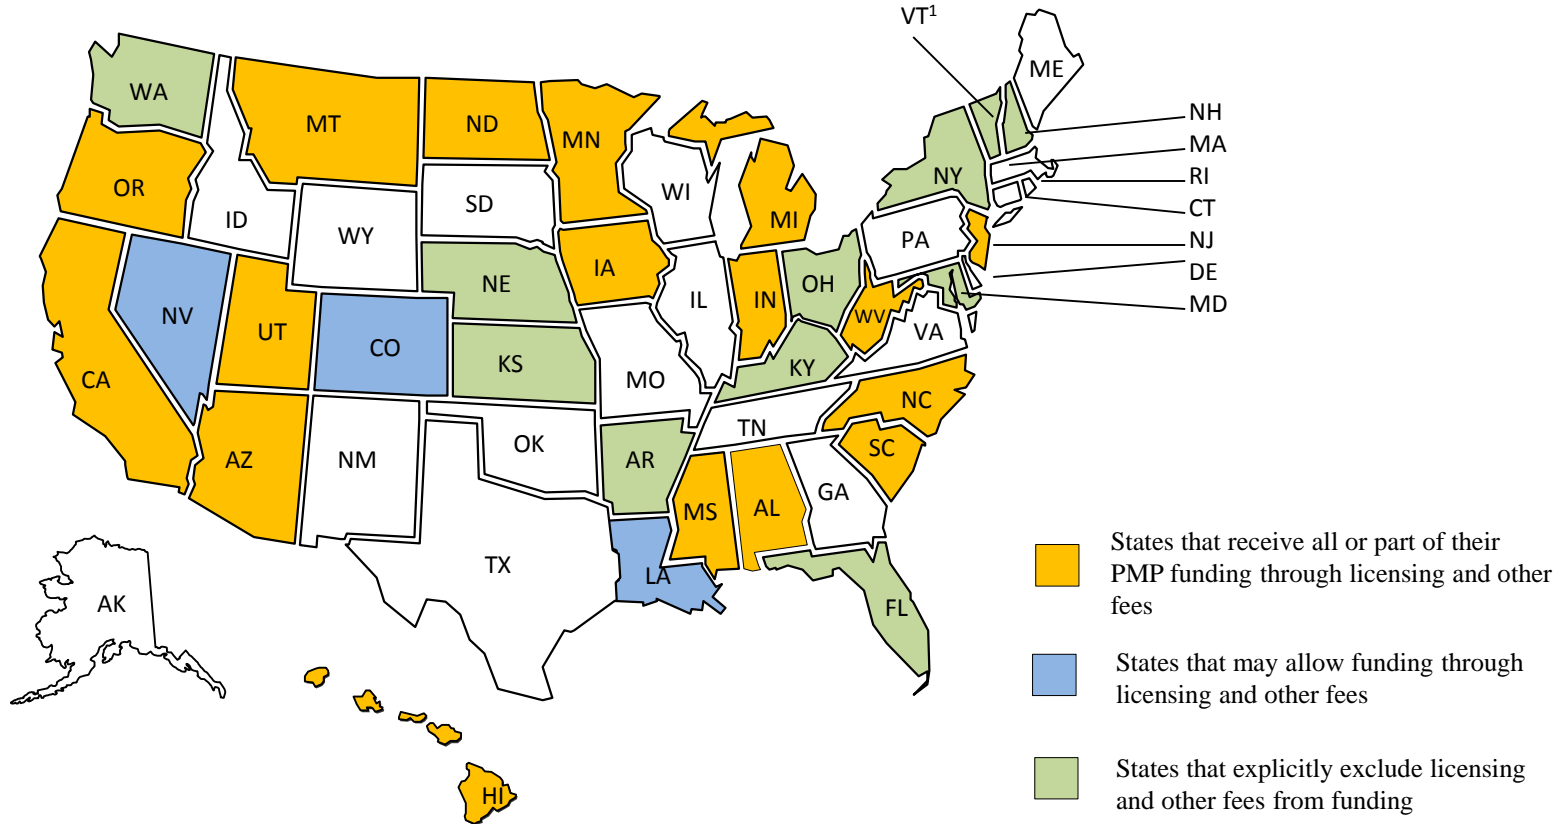 VT¹
ME
WA
MT
ND
MN
NH
MA
OR
SD
WI
NY
RI
ID
WY
MI
CT
PA
NJ
IA
DE
NE
OH
IN
IL
MD
NV
UT
CO
WV
VA
KS
KY
CA
MO
NC
TN
OK
SC
AZ
NM
AR
GA
MS
AL
TX
LA
AK
FL
HI
States that receive all or part of their
PMP funding through licensing and other
fees
States that may allow funding through
licensing and other fees
States that explicitly exclude licensing
and other fees from funding